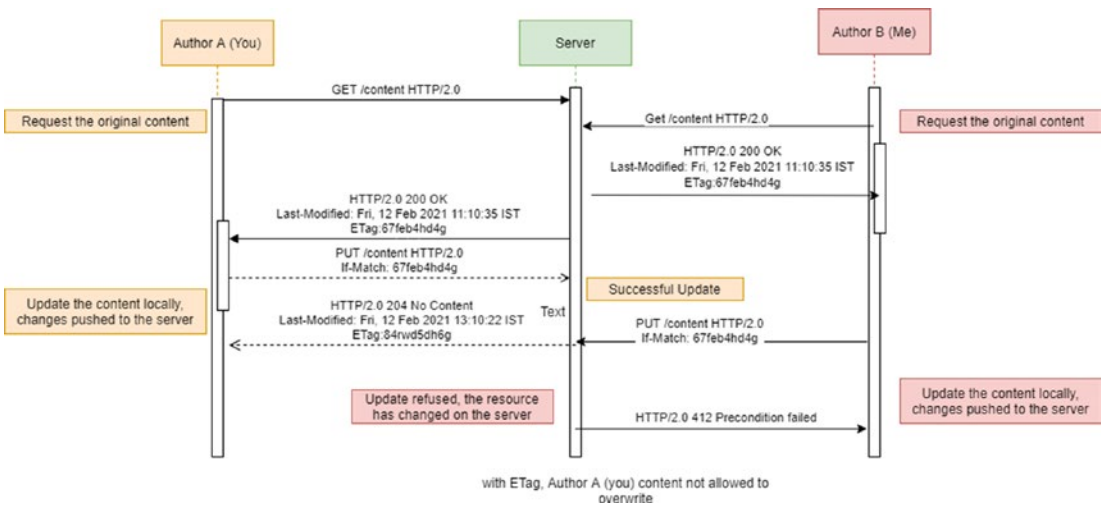 Author A (You)
Server
Author B (Me)
GET /content HTTP/2.0
Request the original content
Get /content HTTP/2.0
Request the original content
HTTP/2.0 200 OK
Last-Modified: Fri, 12 Feb 2021 11:10:35 IST
ETag:67feb4hd4g
HTTP/2.0 200 OK
Last-Modified: Fri, 12 Feb 2021 11:10:35 IST
ETag:67feb4hd4g
PUT /content HTTP/2.0
If-Match: 67feb4hd4g
Successful Update
Update the content locally,
changes pushed to the server
HTTP/2.0 204 No Content
Last-Modified: Fri, 12 Feb 2021 13:10:22 IST
ETag:84rwd5dh6g
Text
PUT /content HTTP/2.0
If-Match: 67feb4hd4g
Update refused, the resource
has changed on the server
Update the content locally,
changes pushed to the server
HTTP/2.0 412 Precondition failed
with ETag, Author A (you) content not allowed to
overwrite